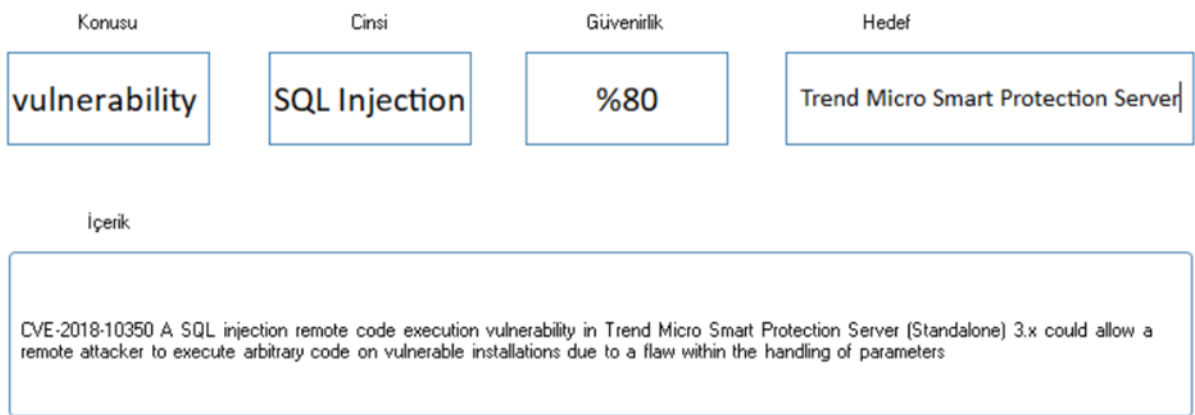 Konusu Cinsi Güvenirlik Hedef
vulnerability SQL Injection %80 Trend Micro Smart Protection Server
İçerik
CVE-2018-10350 A SQL injection remote code execution vulnerability in Trend Micro Smart Protection Server (Standalone) 3.x could allow a
remote attacker to execute arbitrary code on vulnerable installations due to a flaw within the handling of parameters